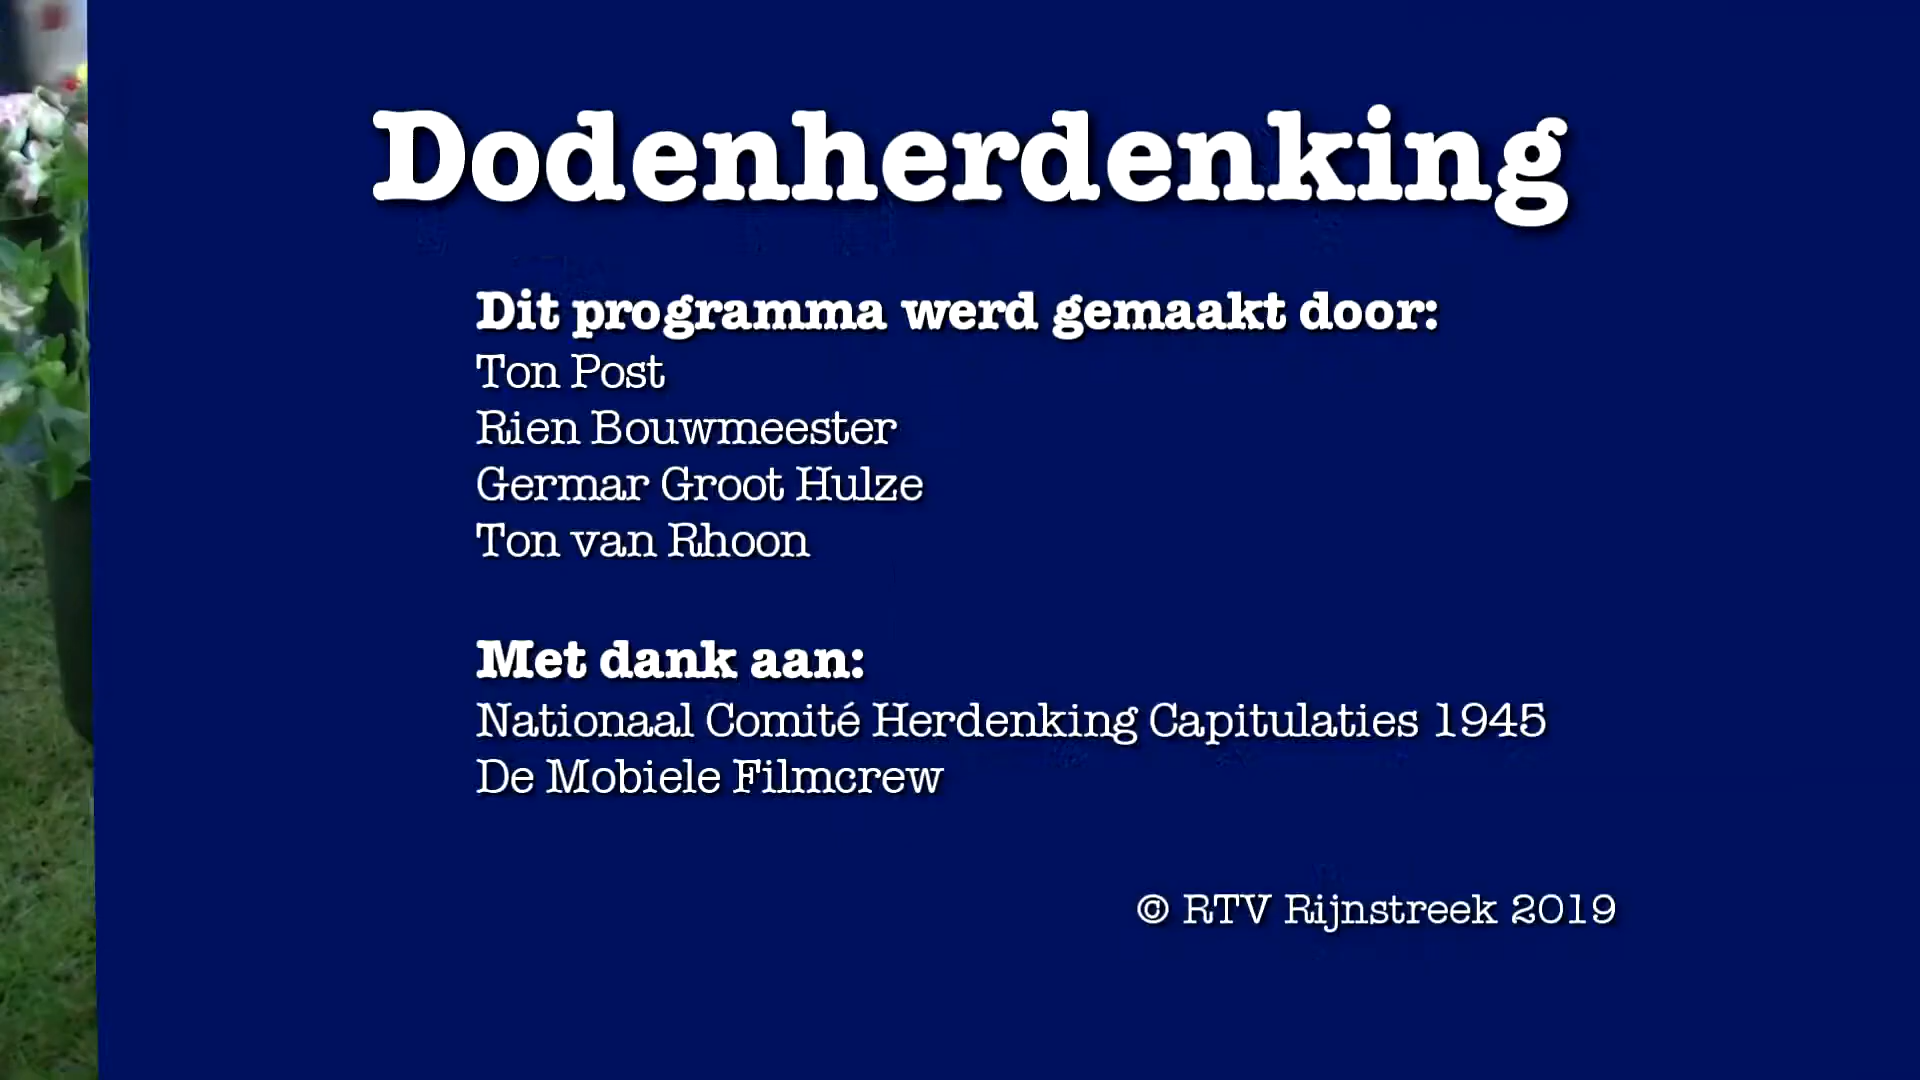 Dodenherdenking
Dit programma werd gemaakt door:
Ton Post
Rien Bouwmeester
Germar Groot Hulze
Ton van Rhoon
Met dank aan:
Nationaal Comité Herdenking Capitulaties 1945
De Mobiele Filmcrew
© RTV Rijnstreek 2019